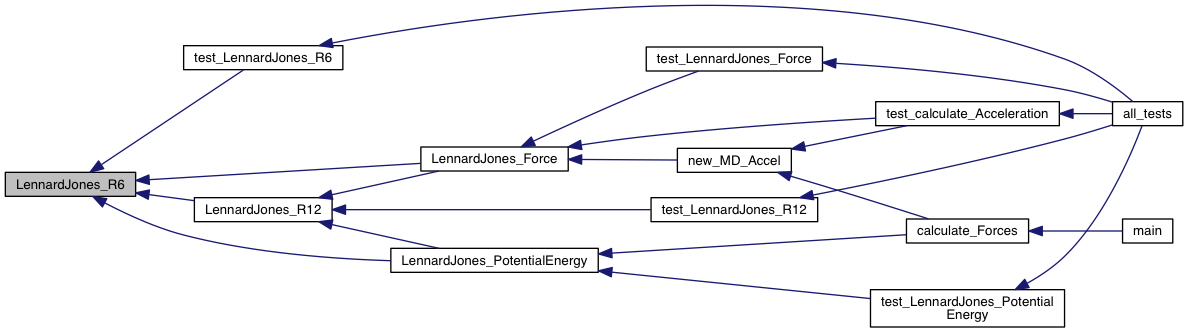 test_LennardJones_R6
test_LennardJones_Force
test_calculate_Acceleration
all_tests
LennardJones_Force
new_MD_Accel
LennardJones_R6
LennardJones_R12
test_LennardJones_R12
calculate_Forces
main
LennardJones_PotentialEnergy
test_LennardJones_Potential
Energy